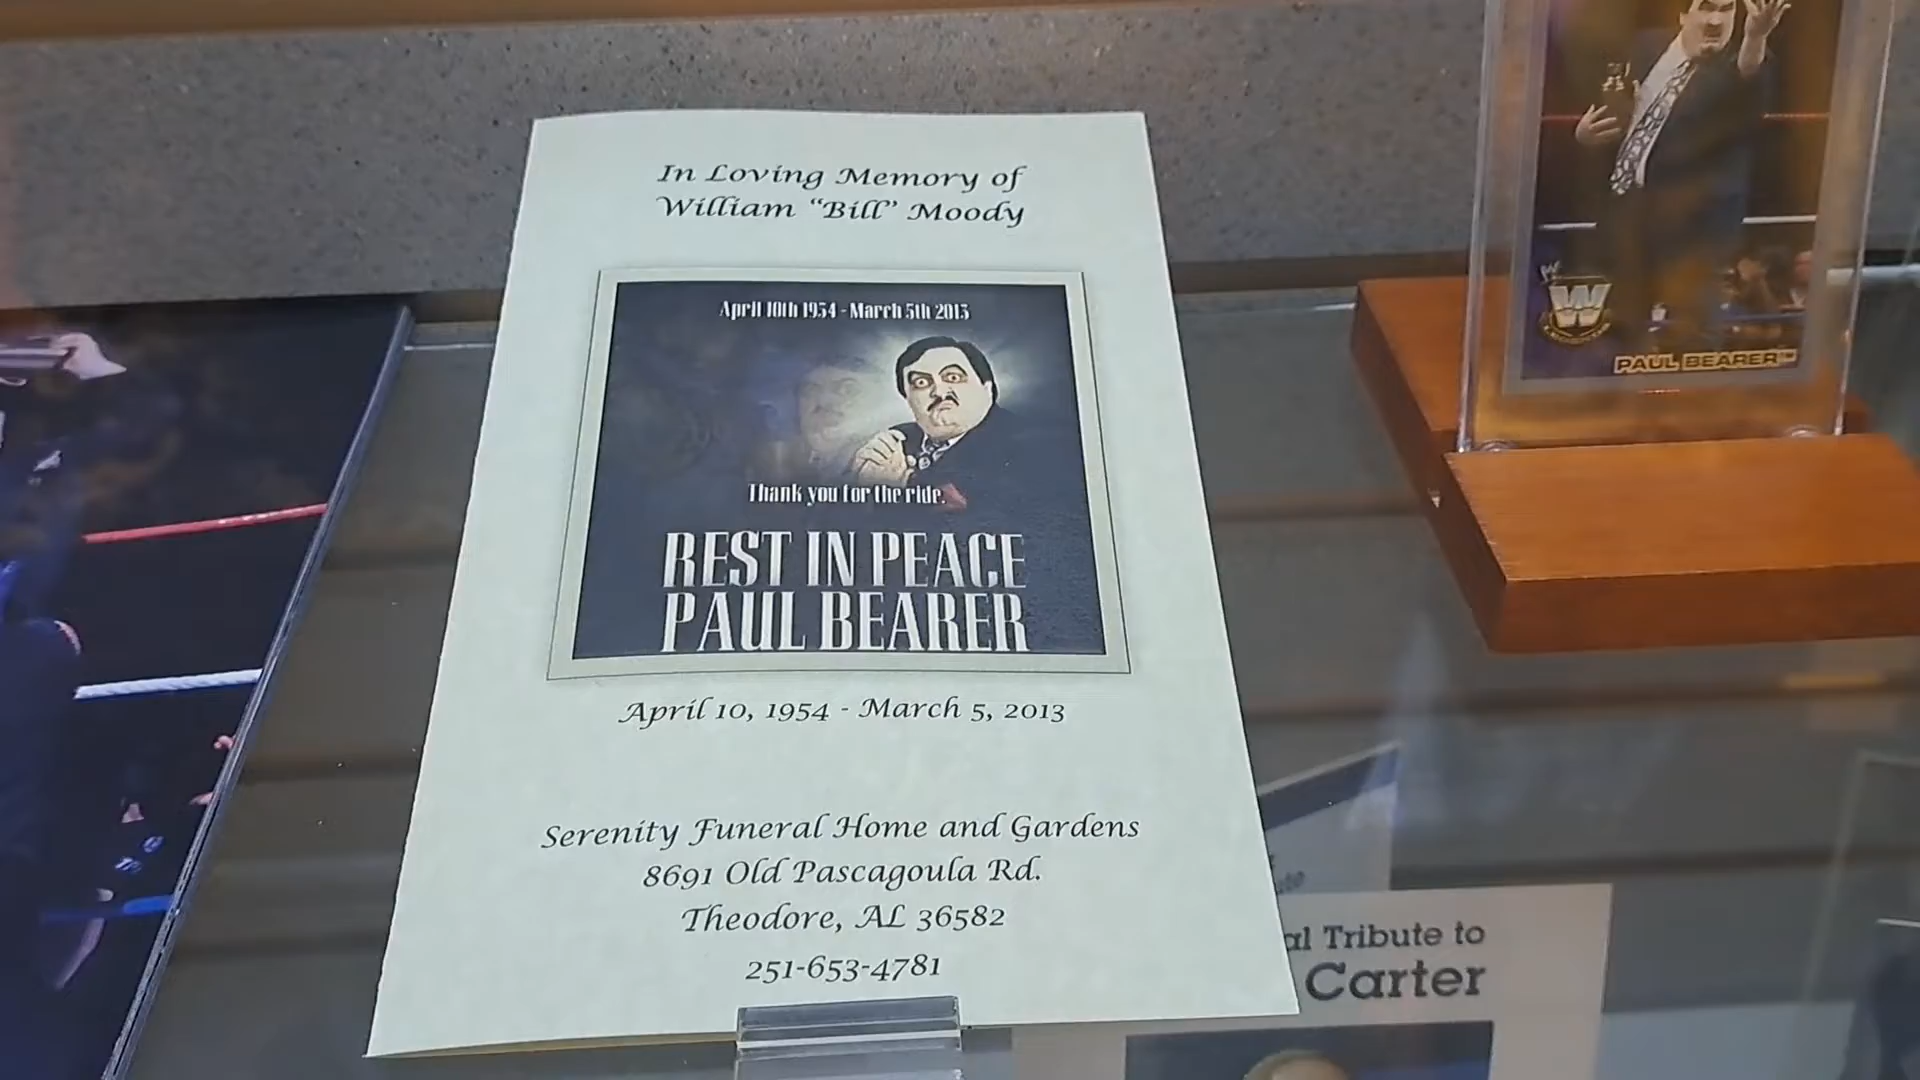 In Loving Memory of
William “Bill” Moody
April 10th 1954 - March 5th 2013
Thank you for the ride.
REST IN PEACE
PAUL BEARER
April 10, 1954 - March 5, 2013
Serenity Funeral Home and Gardens
8691 Old Pascagoula Rd.
Theodore, AL 36582
251-653-4781
W
PAUL BEARER™
Tribute to
Carter